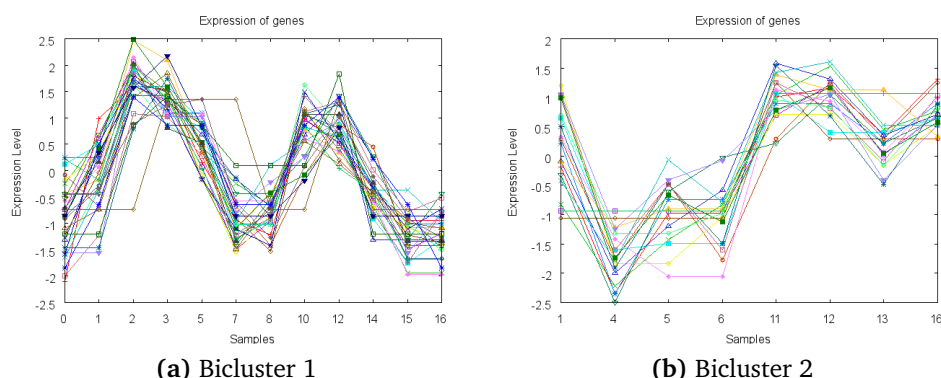 Expression of genes
2.5
2
1.5
1
0.5
0
-0.5
-1
-1.5
-2
-2.5
Expression Level
0 1 2 3 5 7 8 10 12 14 15 16
Samples
(a) Bicluster 1
Expression of genes
2
1.5
1
0.5
0
-0.5
-1
-1.5
-2
-2.5
Expression Level
1 4 5 6 11 12 13 16
Samples
(b) Bicluster 2